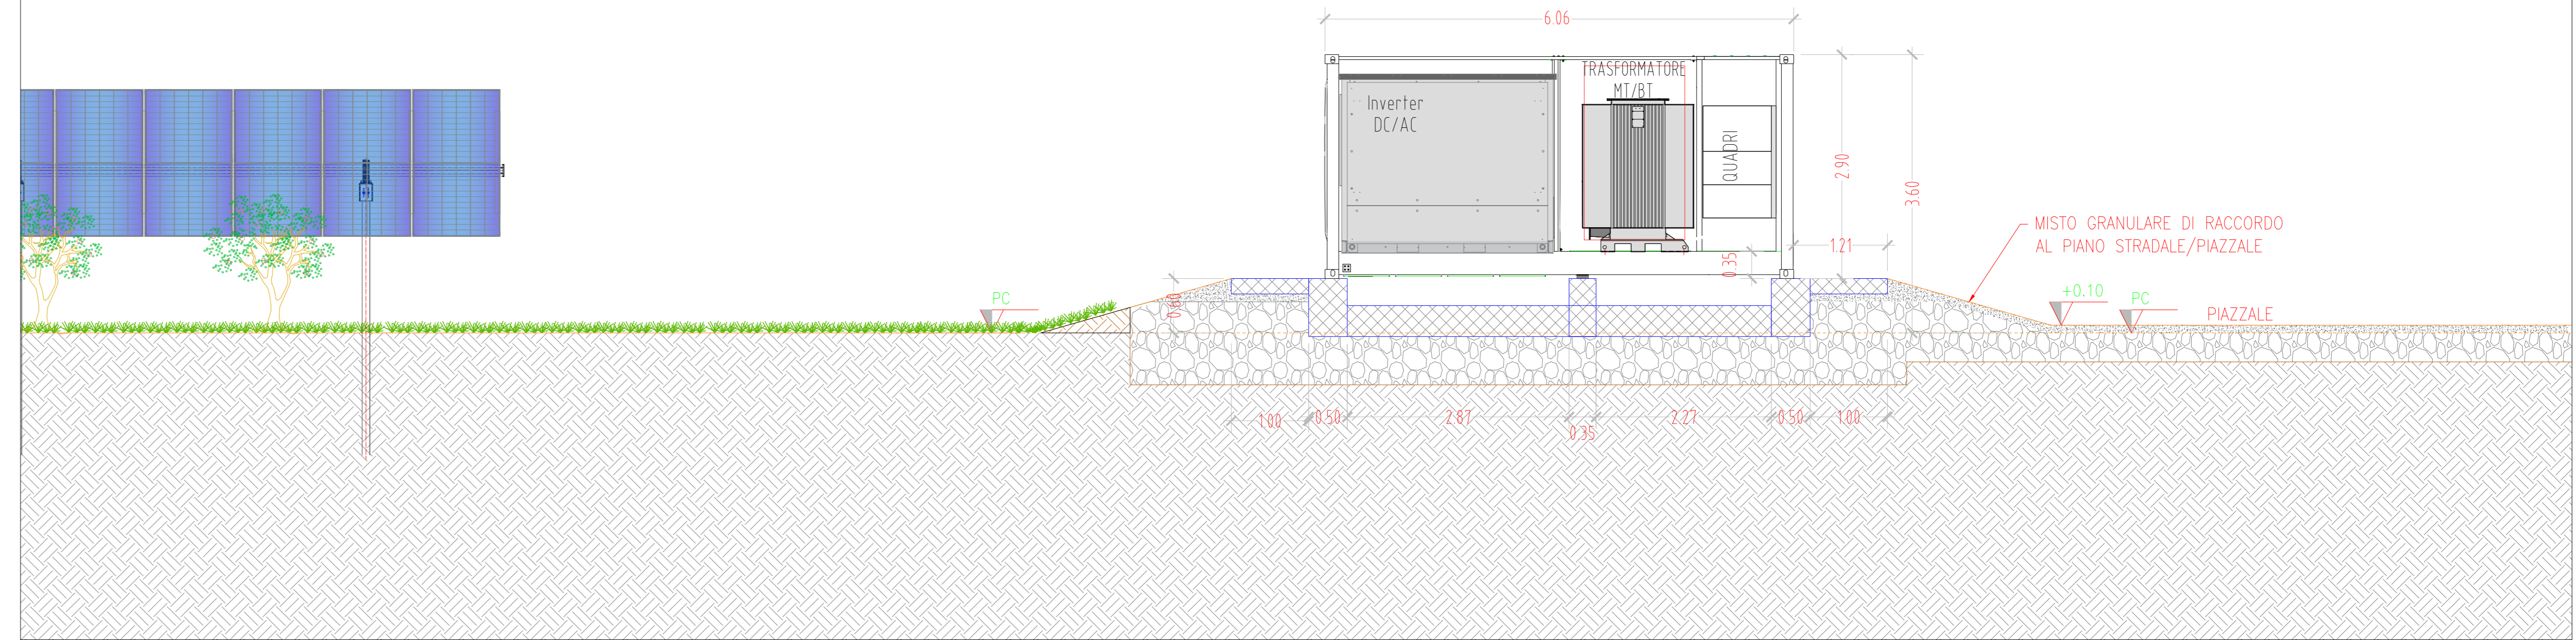 6.06
TRASFORMATORE
MT/BT
Inverter
DC/AC
QUADRI
2.90
3.60
MISTO GRANULARE DI RACCORDO
AL PIANO STRADALE/PIAZZALE
1.21
0.35
0.60
PC
+0.10
PC
PIAZZALE
1.00
0.50
2.87
0.35
2.27
0.50
1.00